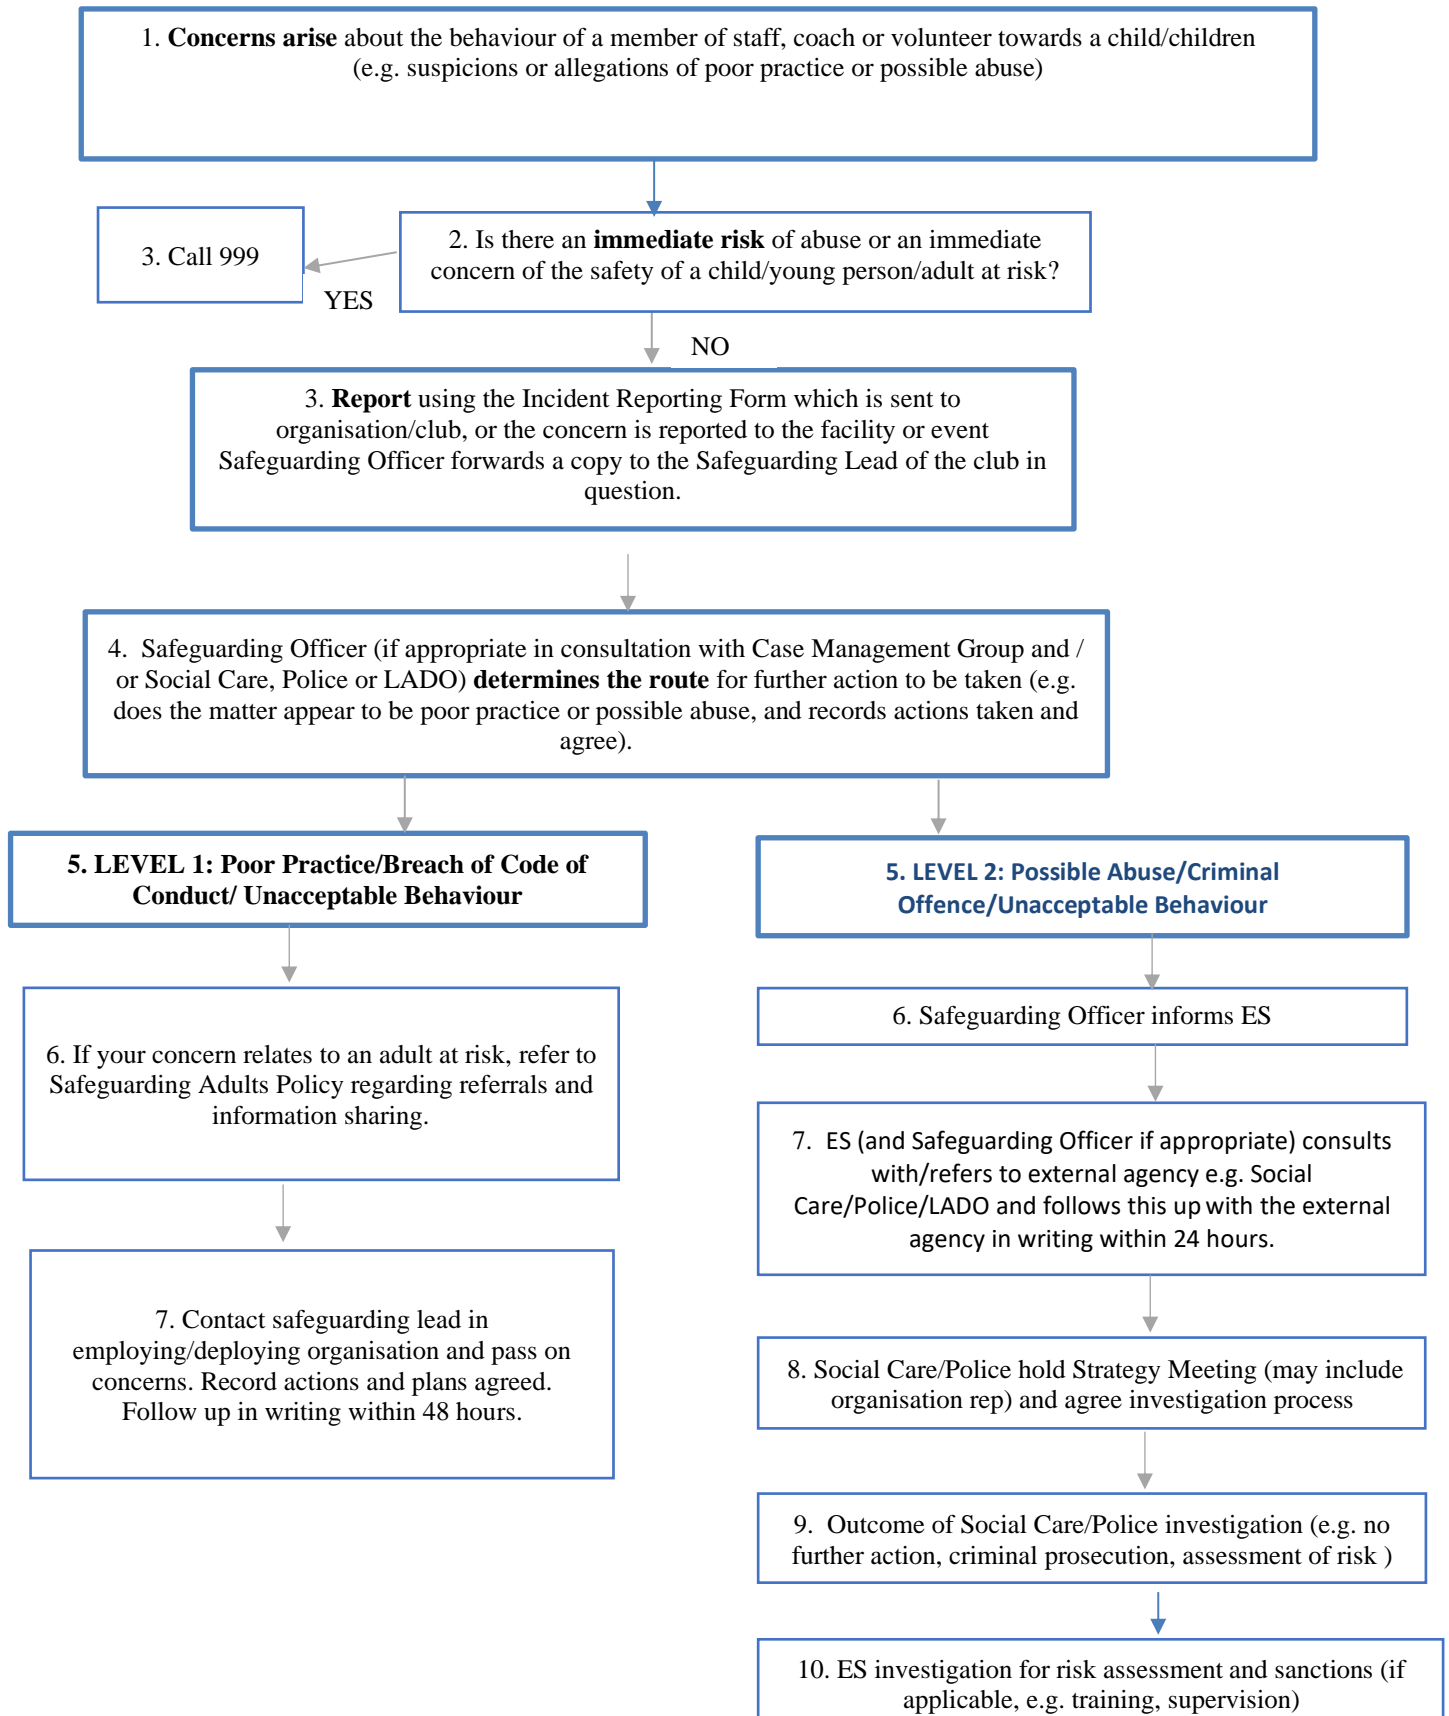 1. Concerns arise about the behaviour of a member of staff, coach or volunteer towards a child/children
(e.g. suspicions or allegations of poor practice or possible abuse)
3. Call 999
2. Is there an immediate risk of abuse or an immediate
concern of the safety of a child/young person/adult at risk?
YES
NO
3. Report using the Incident Reporting Form which is sent to
organisation/club, or the concern is reported to the facility or event
Safeguarding Officer forwards a copy to the Safeguarding Lead of the club in
question.
4. Safeguarding Officer (if appropriate in consultation with Case Management Group and /
or Social Care, Police or LADO) determines the route for further action to be taken (e.g.
does the matter appear to be poor practice or possible abuse, and records actions taken and
agree).
5. LEVEL 1: Poor Practice/Breach of Code of
Conduct/ Unacceptable Behaviour
6. If your concern relates to an adult at risk, refer to
Safeguarding Adults Policy regarding referrals and
information sharing.
7. Contact safeguarding lead in
employing/deploying organisation and pass on
concerns. Record actions and plans agreed.
Follow up in writing within 48 hours.
5. LEVEL 2: Possible Abuse/Criminal
Offence/Unacceptable Behaviour
6. Safeguarding Officer informs ES
7. ES (and Safeguarding Officer if appropriate) consults
with/refers to external agency e.g. Social
Care/Police/LADO and follows this up with the external
agency in writing within 24 hours.
8. Social Care/Police hold Strategy Meeting (may include
organisation rep) and agree investigation process
9. Outcome of Social Care/Police investigation (e.g. no
further action, criminal prosecution, assessment of risk )
10. ES investigation for risk assessment and sanctions (if
applicable, e.g. training, supervision)